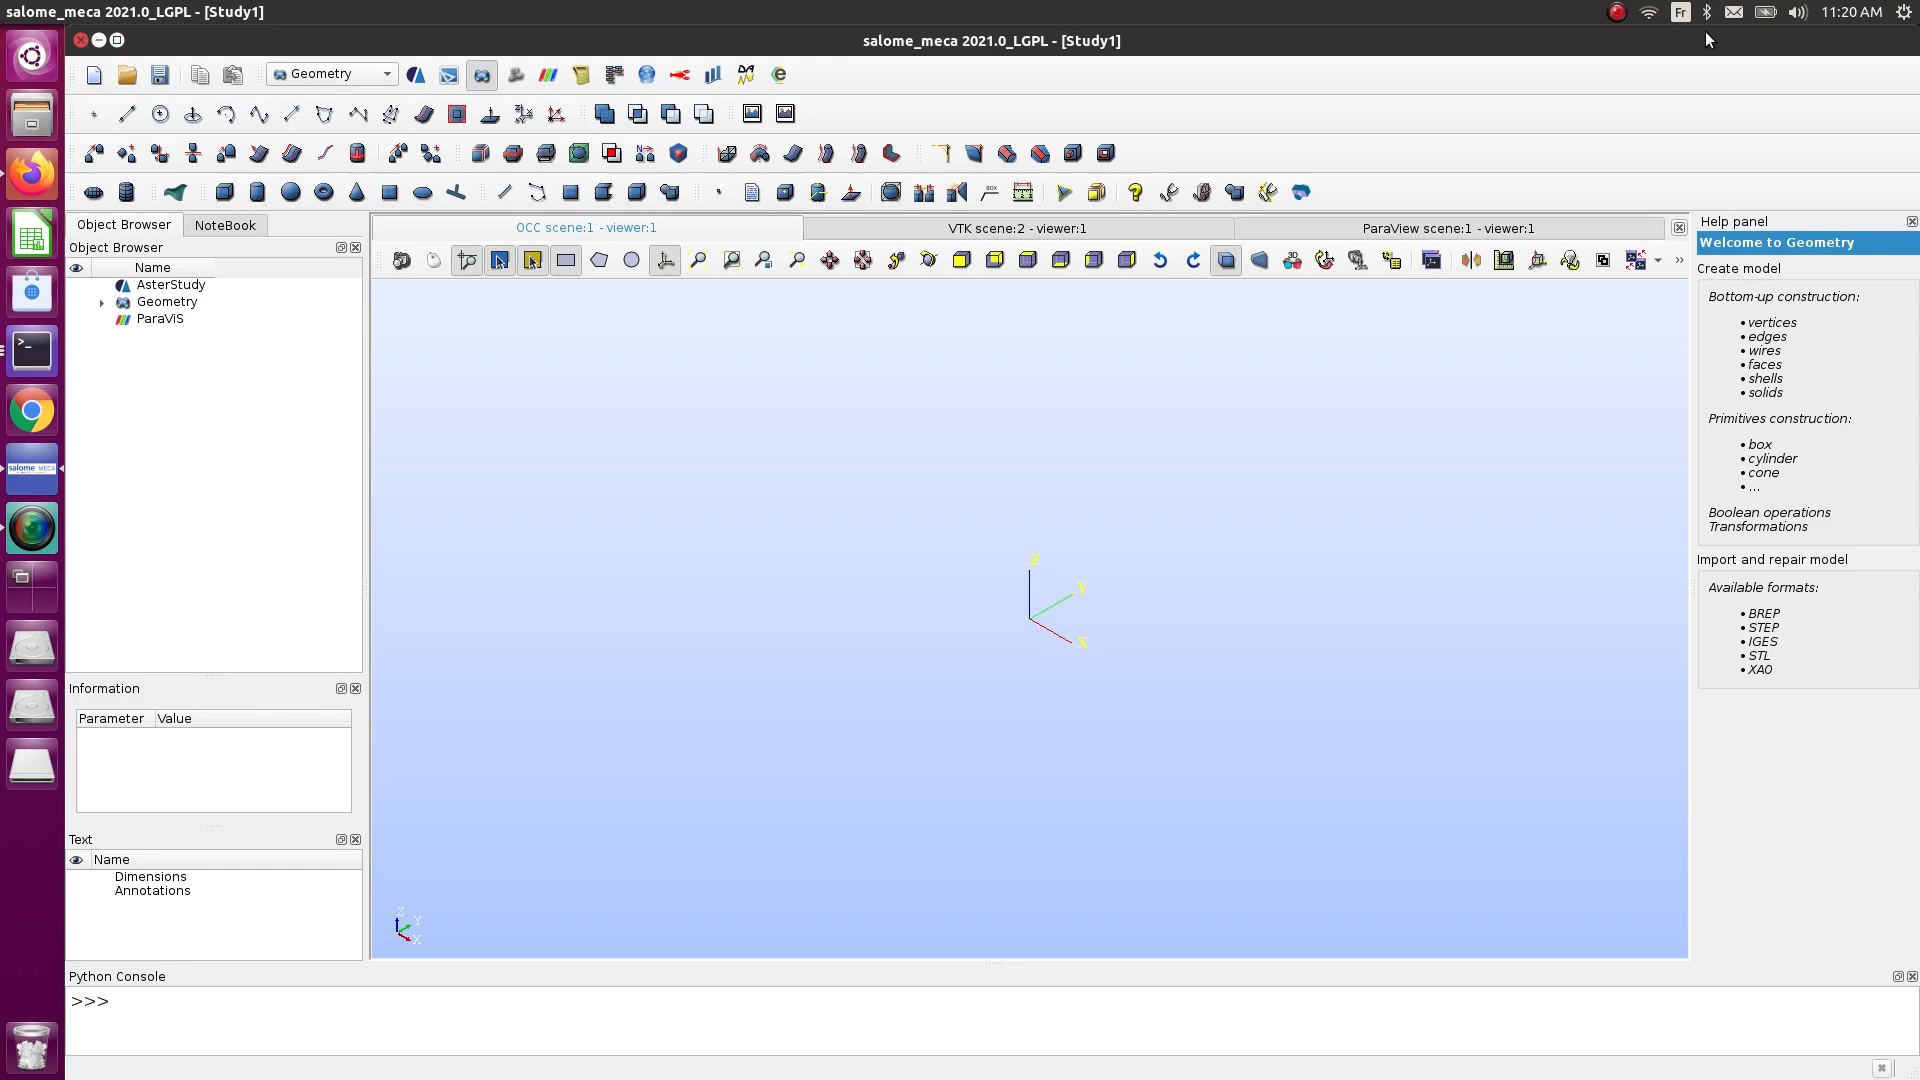 salome_meca 2021.0_LGPL - [Study1]
Fr
11:20 AM
salome_meca 2021.0_LGPL - [Study1]
Geometry
Object Browser
NoteBook
Object Browser
Name
AsterStudy
Geometry
ParaViS
Information
Parameter
Value
Text
Name
Dimensions
Annotations
OCC scene:1 - viewer:1
VTK scene:2 - viewer:1
ParaView scene:1 - viewer:1
Z
Y
X
Z
Y
X
Help panel
Welcome to Geometry
Create model
Bottom-up construction:
• vertices
• edges
• wires
• faces
• shells
• solids
Primitives construction:
• box
• cylinder
• cone
• ...
Boolean operations
Transformations
Import and repair model
Available formats:
• BREP
• STEP
• IGES
• STL
• XAO
Python Console
>>>
salome MECA